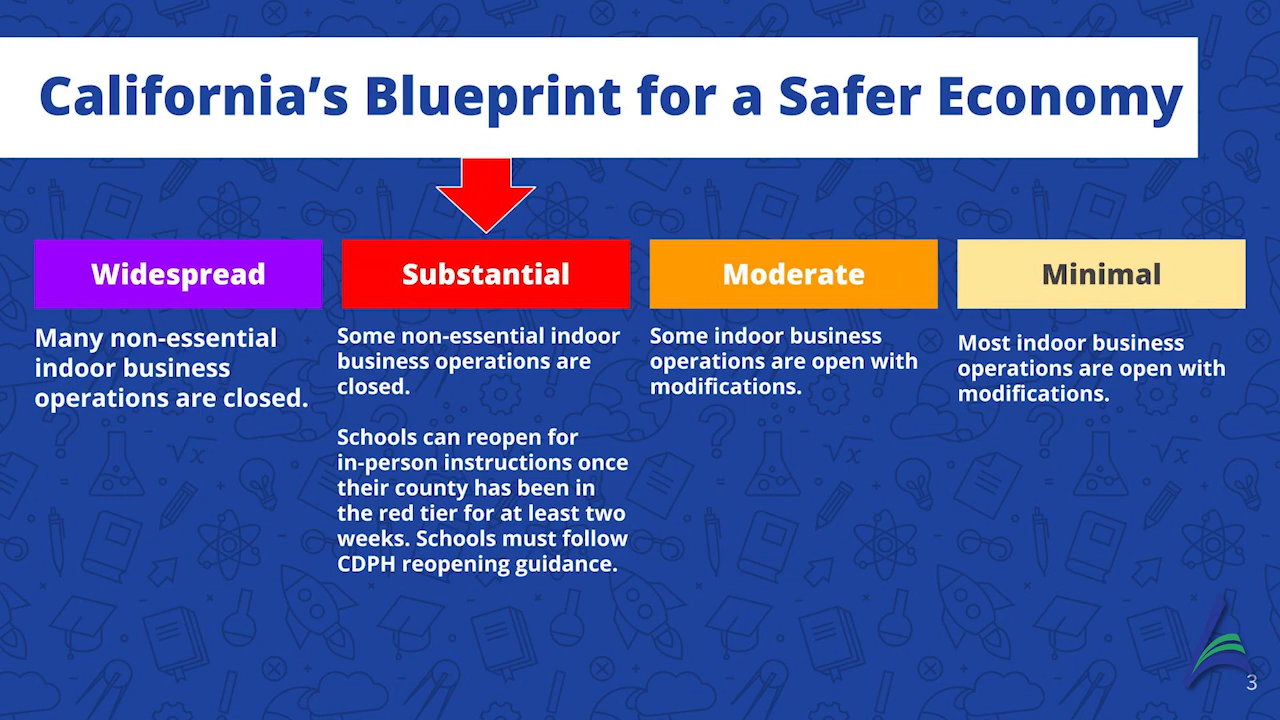 California’s Blueprint for a Safer Economy
Widespread
Many non-essential
indoor business
operations are closed.
Substantial
Some non-essential indoor
business operations are
closed.
Schools can reopen for
in-person instructions once
their county has been in
the red tier for at least two
weeks. Schools must follow
CDPH reopening guidance.
Moderate
Some indoor business
operations are open with
modifications.
Minimal
Most indoor business
operations are open with
modifications.
3